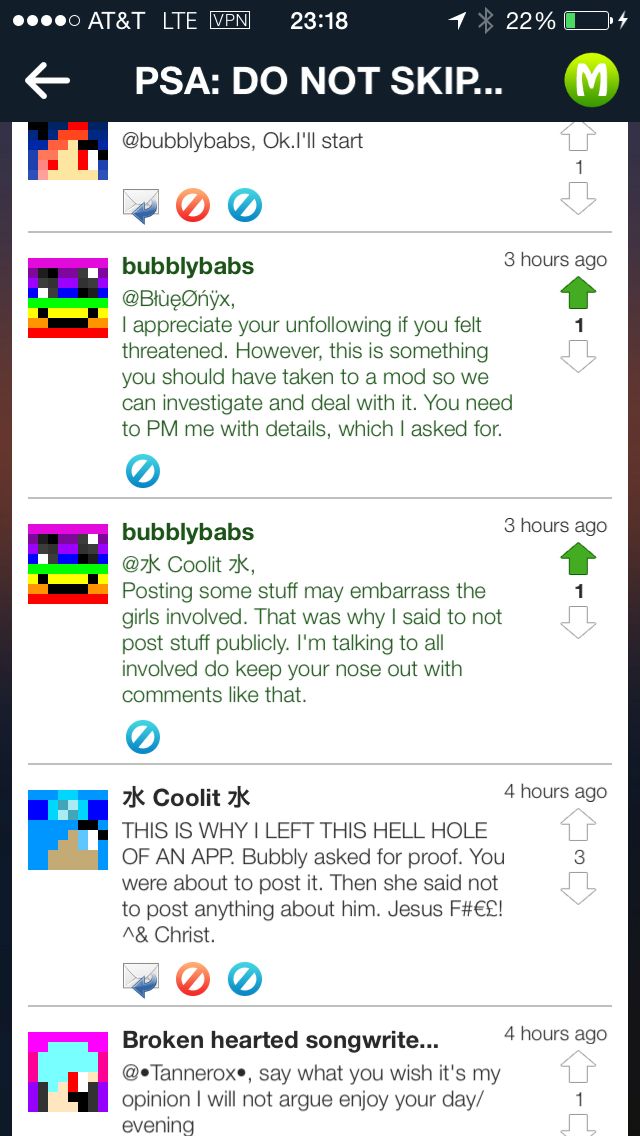 AT&T LTE VPN 23:18 22%
PSA: DO NOT SKIP... M
@bubblybabs, Ok.I'll start
1
bubblybabs 3 hours ago
@BłùęØńÿx,
I appreciate your unfollowing if you felt
threatened. However, this is something
you should have taken to a mod so we
can investigate and deal with it. You need
to PM me with details, which I asked for.
1
bubblybabs 3 hours ago
@水 Coolit 水,
Posting some stuff may embarrass the
girls involved. That was why I said to not
post stuff publicly. I'm talking to all
involved do keep your nose out with
comments like that.
1
水 Coolit 水 4 hours ago
THIS IS WHY I LEFT THIS HELL HOLE
OF AN APP. Bubbly asked for proof. You
were about to post it. Then she said not
to post anything about him. Jesus F#€£!
^& Christ.
3
Broken hearted songwrite... 4 hours ago
@•Tannerox•, say what you wish it's my
opinion I will not argue enjoy your day/
evening
1